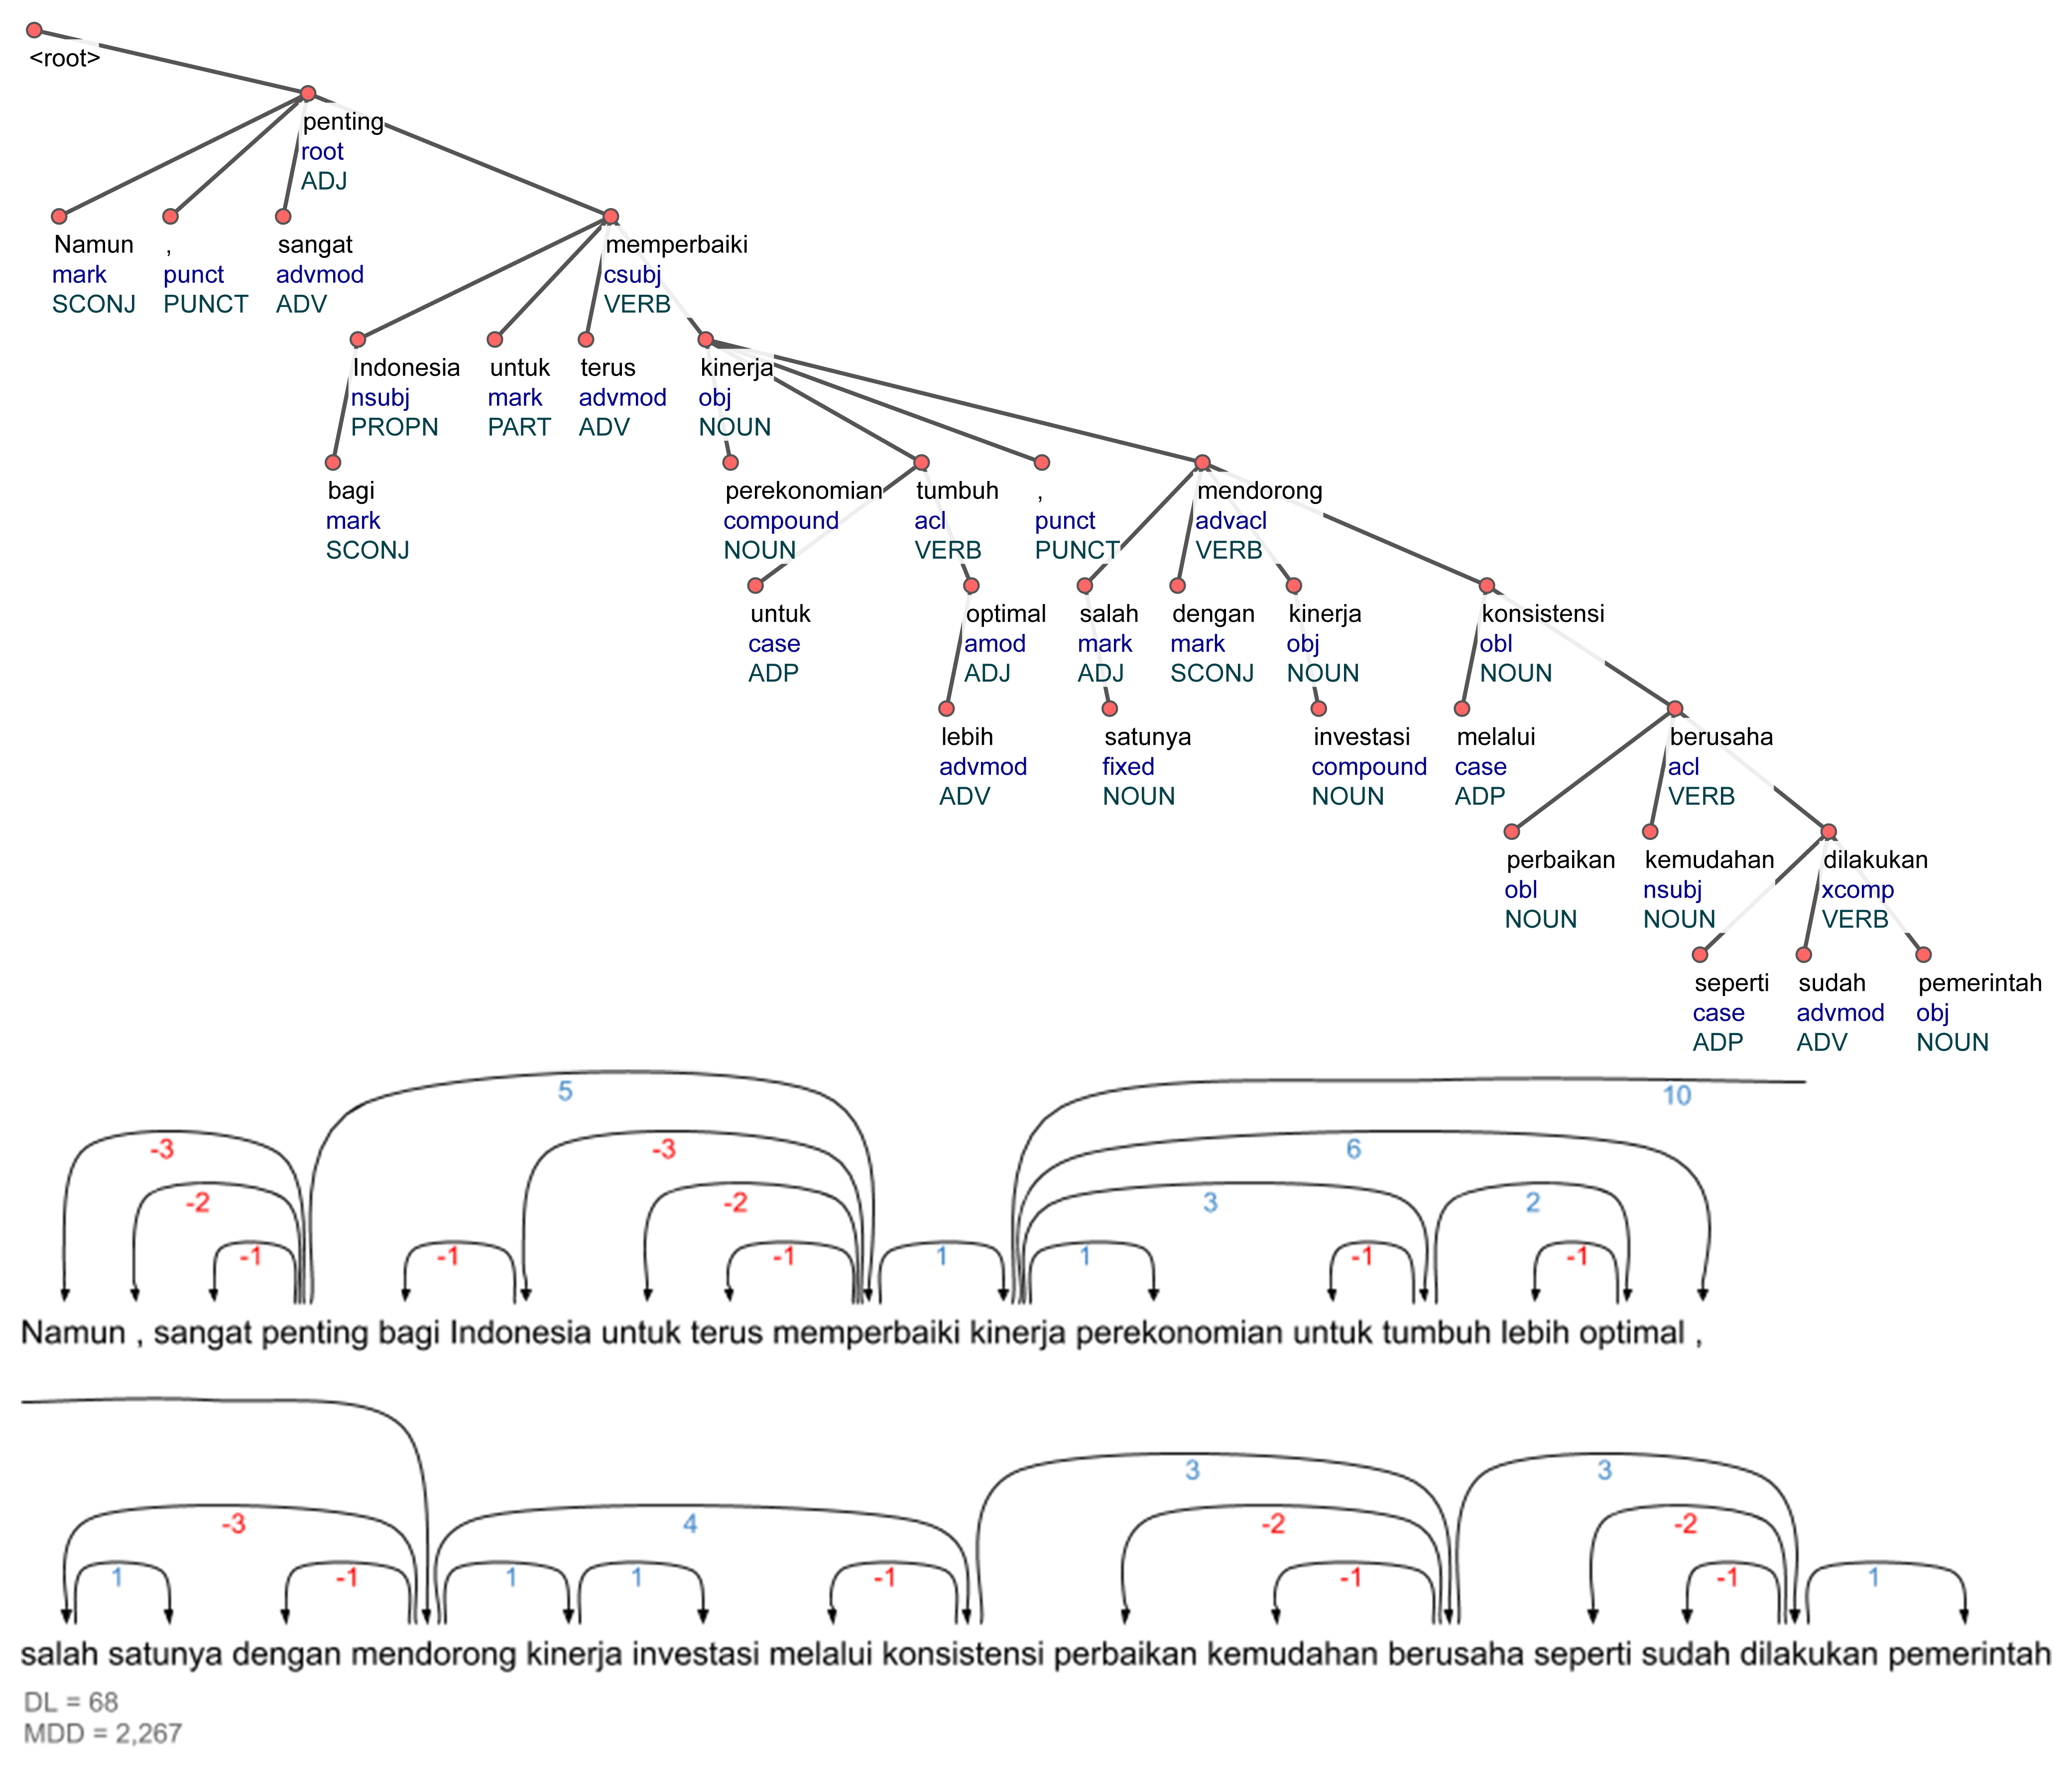 <root>
penting
root
ADJ
Namun , sangat memperbaiki
mark punct advmod csubj
SCONJ PUNCT ADV VERB
Indonesia untuk terus kinerja
nsubj mark advmod obj
PROPN PART ADV NOUN
bagi perekonomian tumbuh , mendorong
mark compound acl punct advacl
SCONJ NOUN VERB PUNCT VERB
untuk optimal salah dengan kinerja konsistensi
case amod mark mark obj obl
ADP ADJ ADJ SCONJ NOUN NOUN
lebih satunya investasi melalui berusaha
advmod fixed compound case acl
ADV NOUN NOUN ADP VERB
perbaikan kemudahan dilakukan
obl nsubj xcomp
NOUN NOUN VERB
seperti sudah pemerintah
case advmod obj
ADP ADV NOUN
5 10
-3 -3 6
-2 -2 3 2
-1 -1 -1 1 1 -1 -1
Namun , sangat penting bagi Indonesia untuk terus memperbaiki kinerja perekonomian untuk tumbuh lebih optimal ,
3 3
-3 4 -2 -2
1 -1 1 1 -1 -1 -1 1
salah satunya dengan mendorong kinerja investasi melalui konsistensi perbaikan kemudahan berusaha seperti sudah dilakukan pemerintah
DL = 68
MDD = 2,267